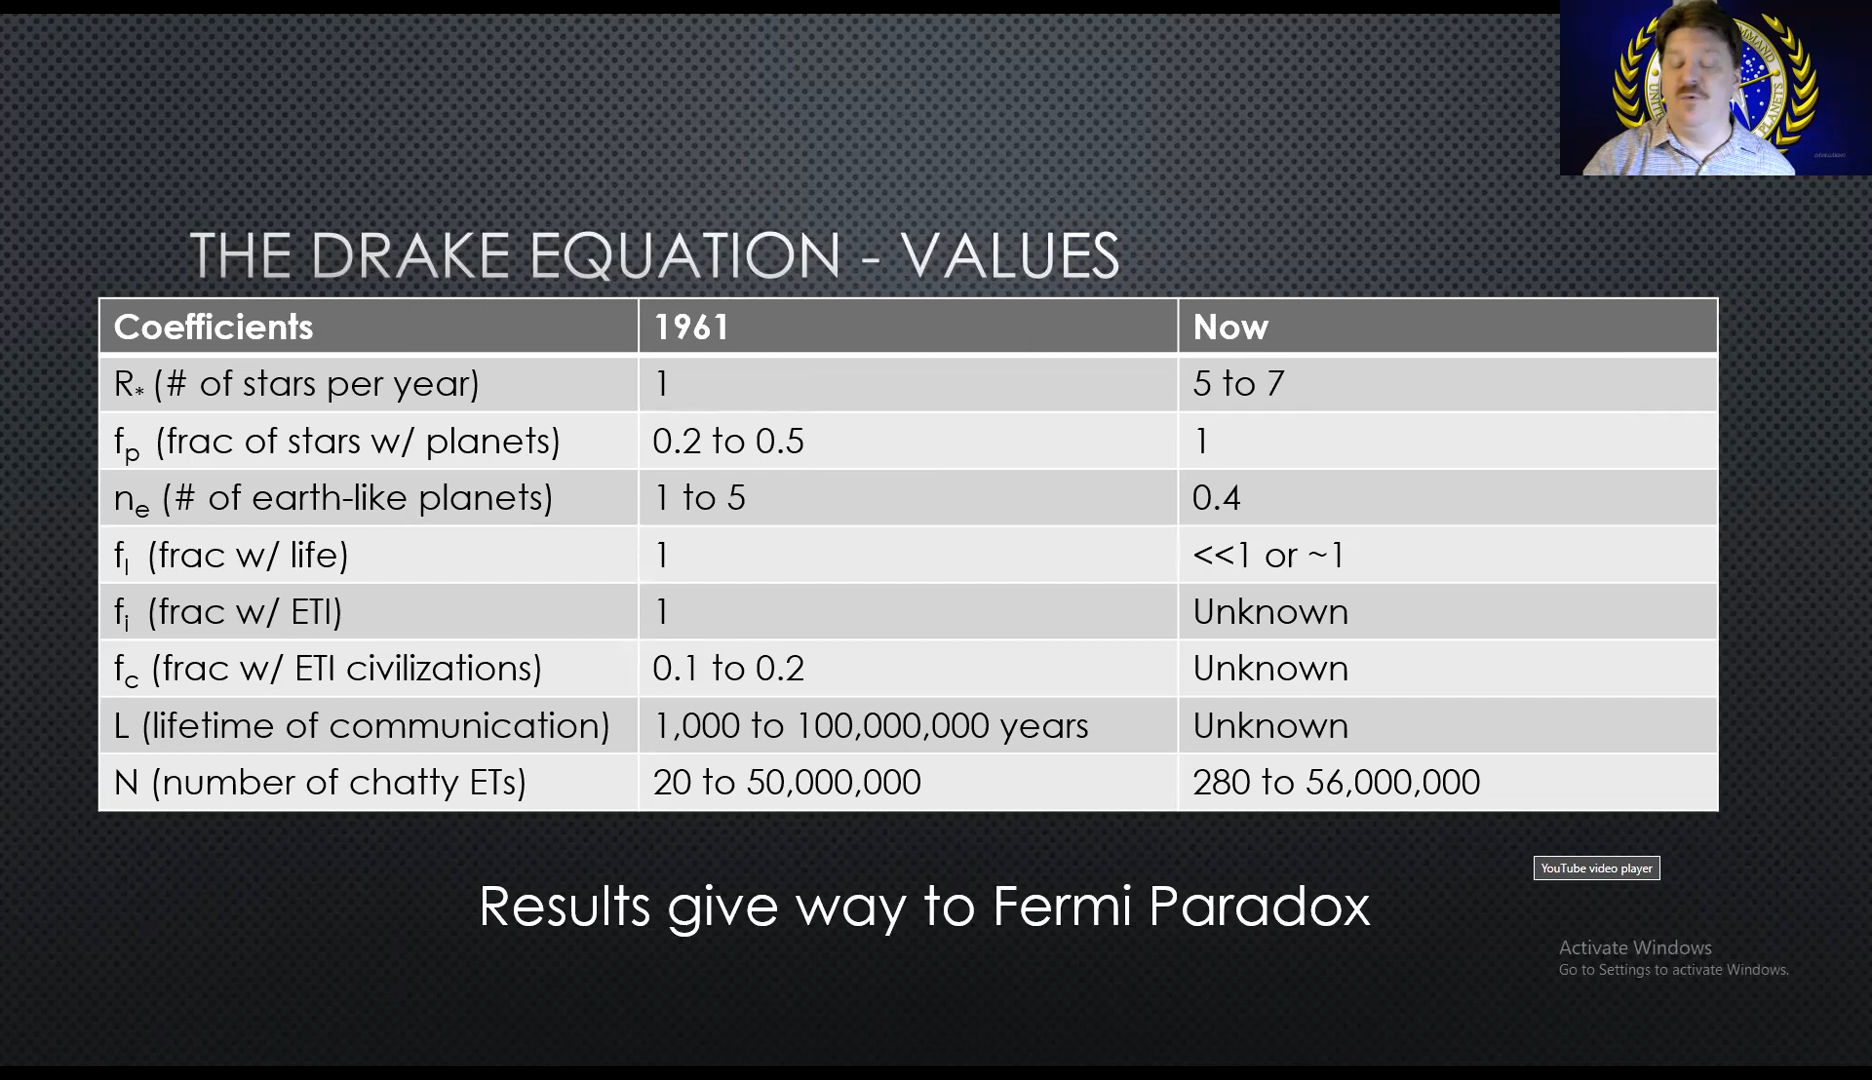 OMMAND
UNIT
PLANETS
THE DRAKE EQUATION - VALUES
Coefficients 1961 Now
R* (# of stars per year) 1 5 to 7
fp (frac of stars w/ planets) 0.2 to 0.5 1
ne (# of earth-like planets) 1 to 5 0.4
fl (frac w/ life) 1 <<1 or ~1
fi (frac w/ ETI) 1 Unknown
fc (frac w/ ETI civilizations) 0.1 to 0.2 Unknown
L (lifetime of communication) 1,000 to 100,000,000 years Unknown
N (number of chatty ETs) 20 to 50,000,000 280 to 56,000,000
YouTube video player
Results give way to Fermi Paradox
Activate Windows
Go to Settings to activate Windows.